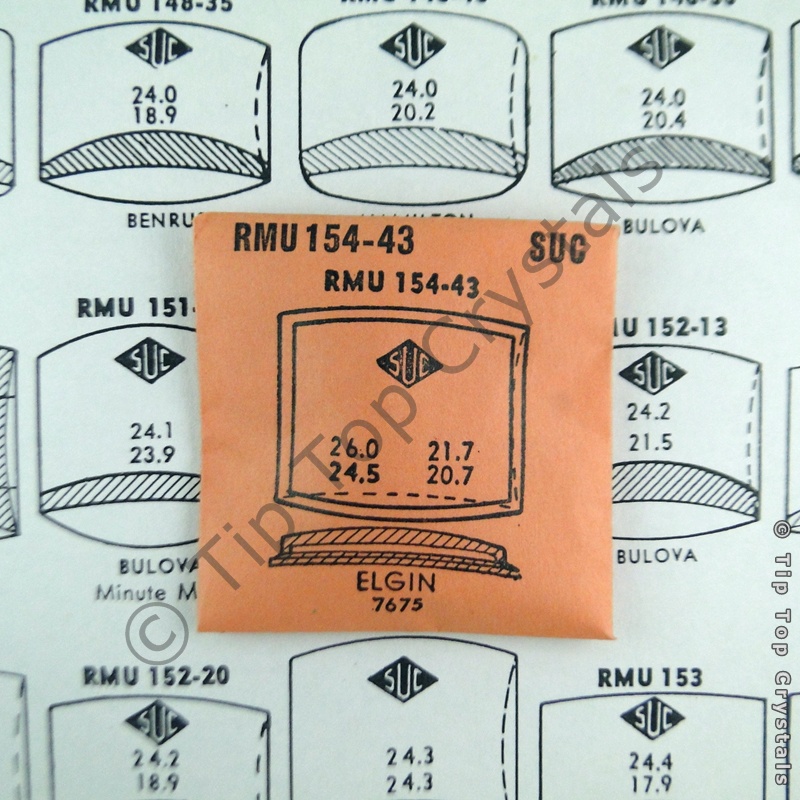 RMU 148-35
SUC
24.0
18.9
SUC
24.0
20.2
SUC
24.0
20.4
BULOVA
RMU 154-43 SUC
RMU 154-43
SUC
26.0 21.7
24.5 20.7
ELGIN
7675
SUC
24.1
23.9
BULOVA
Minute
RMU 152-13
SUC
24.2
21.5
BULOVA
RMU 152-20
SUC
24.2
18.9
SUC
24.3
24.3
RMU 153
SUC
24.4
17.9
© Tip Top Crystals
© Tip Top Crystals